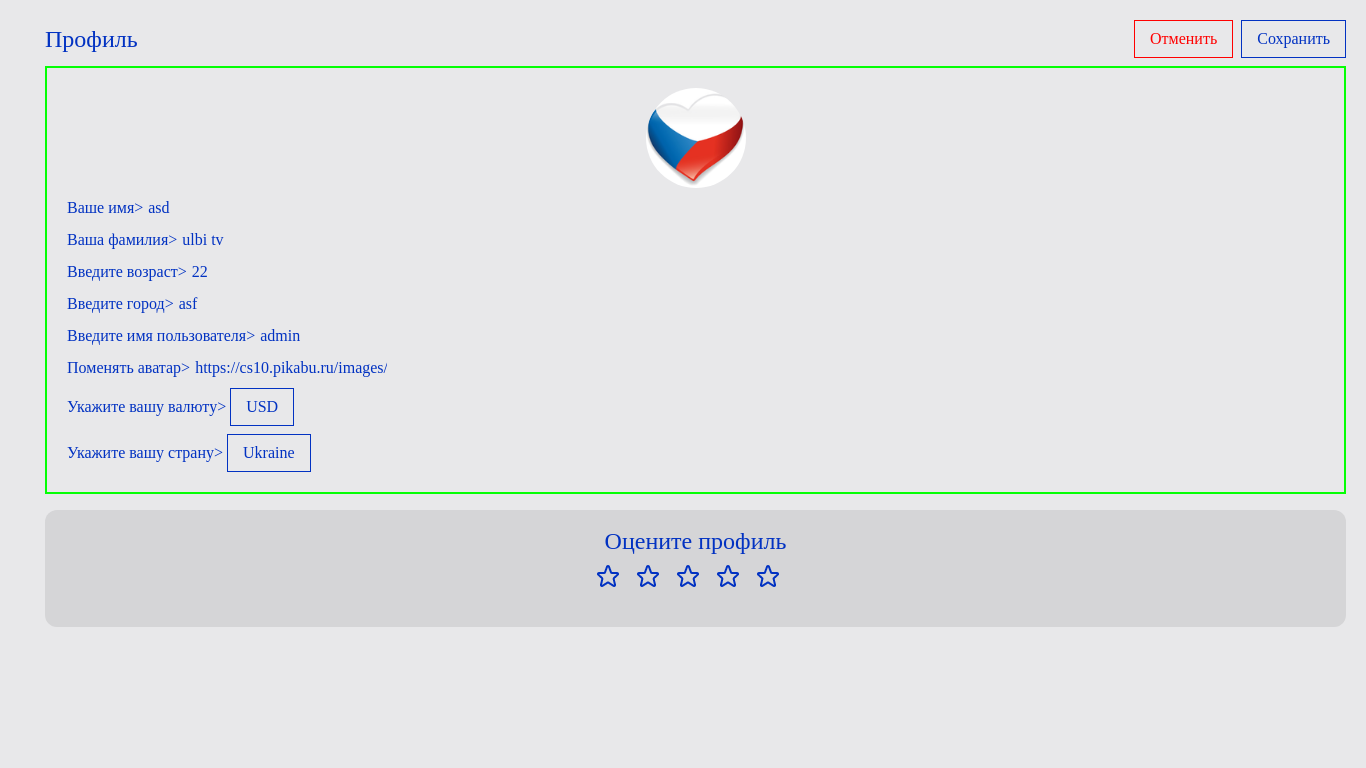 Профиль
Отменить
Сохранить
Ваше имя> asd
Ваша фамилия> ulbi tv
Введите возраст> 22
Введите город> asf
Введите имя пользователя> admin
Поменять аватар> https://cs10.pikabu.ru/images/
Укажите вашу валюту> USD
Укажите вашу страну> Ukraine
Оцените профиль